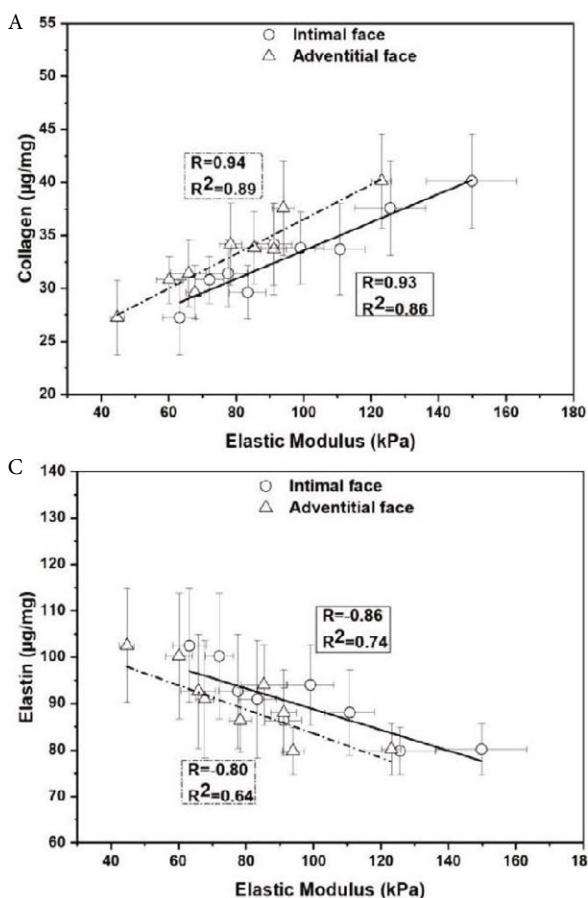 A
55
50
45
40
35
30
25
20
Collagen (µg/mg)
Intimal face
Adventitial face
R=0.94
R2=0.89
R=0.93
R2=0.86
40 60 80 100 120 140 160 180
Elastic Modulus (kPa)
C
140
130
120
110
100
90
80
70
60
Elastin (µg/mg)
Intimal face
Adventitial face
R=-0.86
R2=0.74
R=-0.80
R2=0.64
40 60 80 100 120 140 160 180
Elastic Modulus (kPa)